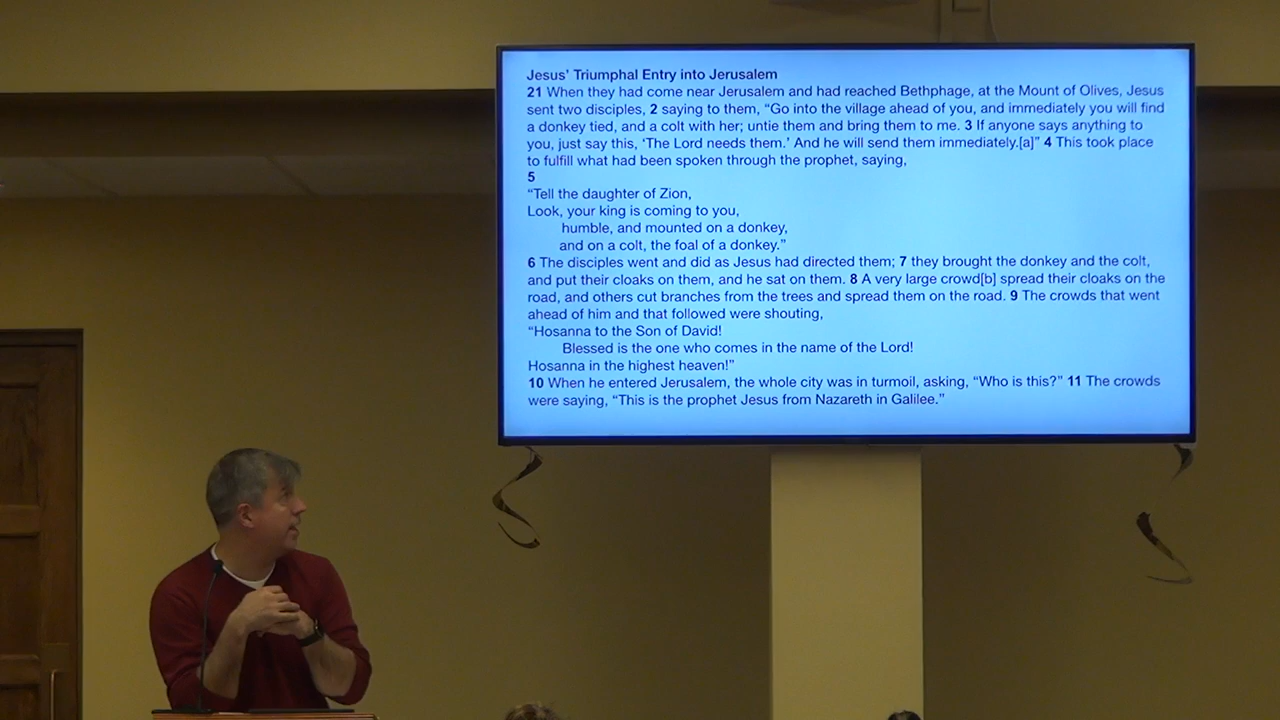 Jesus’ Triumphal Entry into Jerusalem
21 When they had come near Jerusalem and had reached Bethphage, at the Mount of Olives, Jesus
sent two disciples, 2 saying to them, “Go into the village ahead of you, and immediately you will find
a donkey tied, and a colt with her; untie them and bring them to me. 3 If anyone says anything to
you, just say this, ‘The Lord needs them.’ And he will send them immediately.[a]” 4 This took place
to fulfill what had been spoken through the prophet, saying,
5
“Tell the daughter of Zion,
Look, your king is coming to you,
humble, and mounted on a donkey,
and on a colt, the foal of a donkey.”
6 The disciples went and did as Jesus had directed them; 7 they brought the donkey and the colt,
and put their cloaks on them, and he sat on them. 8 A very large crowd[b] spread their cloaks on the
road, and others cut branches from the trees and spread them on the road. 9 The crowds that went
ahead of him and that followed were shouting,
“Hosanna to the Son of David!
Blessed is the one who comes in the name of the Lord!
Hosanna in the highest heaven!”
10 When he entered Jerusalem, the whole city was in turmoil, asking, “Who is this?” 11 The crowds
were saying, “This is the prophet Jesus from Nazareth in Galilee.”